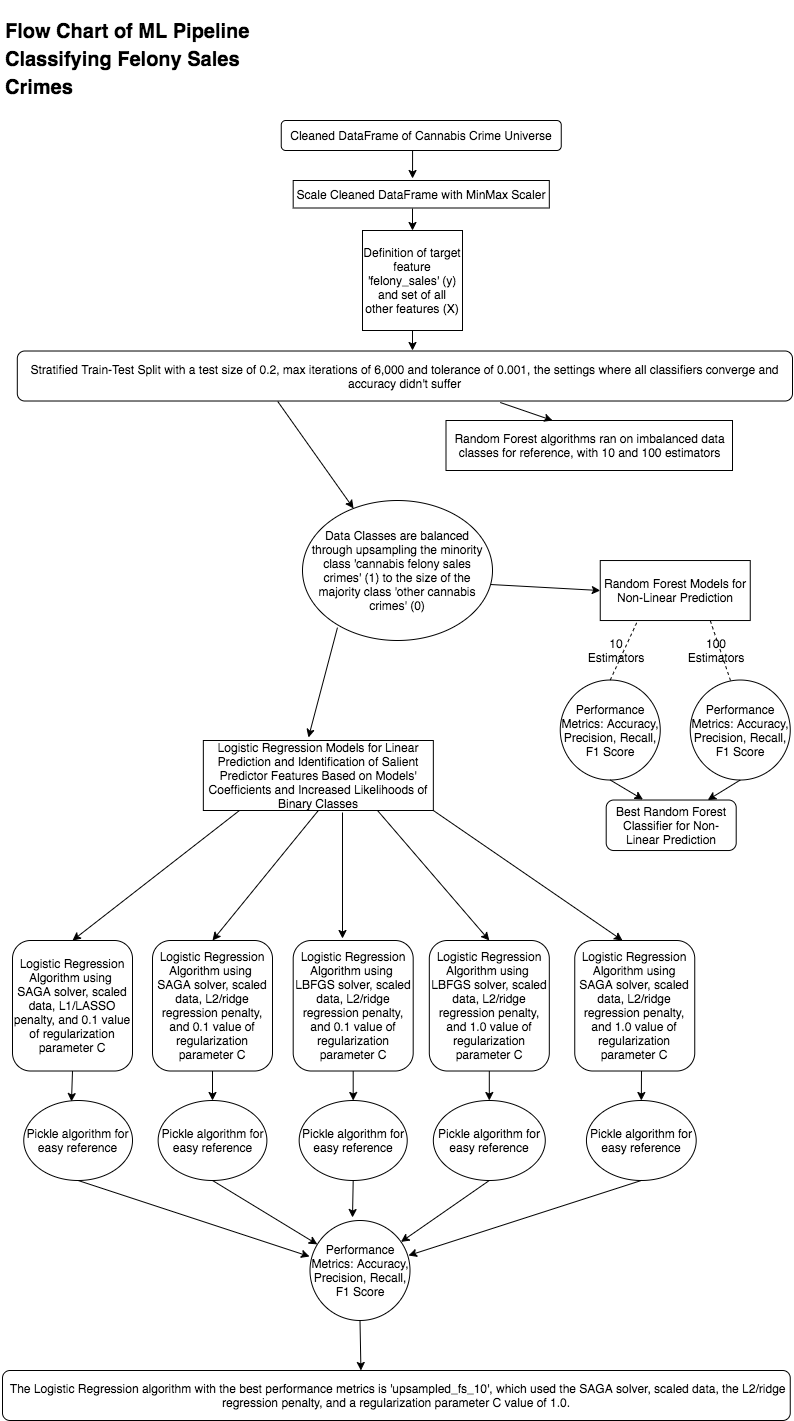 Flow Chart of ML Pipeline
Classifying Felony Sales
Crimes
Cleaned DataFrame of Cannabis Crime Universe
Scale Cleaned DataFrame with MinMax Scaler
Definition of target
feature
'felony_sales' (y)
and set of all
other features (X)
Stratified Train-Test Split with a test size of 0.2, max iterations of 6,000 and tolerance of 0.001, the settings where all classifiers converge and
accuracy didn't suffer
Random Forest algorithms ran on imbalanced data
classes for reference, with 10 and 100 estimators
Data Classes are balanced
through upsampling the minority
class 'cannabis felony sales
crimes' (1) to the size of the
majority class 'other cannabis
crimes' (0)
Random Forest Models for
Non-Linear Prediction
10
Estimators
100
Estimators
Performance
Metrics: Accuracy,
Precision, Recall,
F1 Score
Performance
Metrics: Accuracy,
Precision, Recall,
F1 Score
Best Random Forest
Classifier for Non-
Linear Prediction
Logistic Regression Models for Linear
Prediction and Identification of Salient
Predictor Features Based on Models'
Coefficients and Increased Likelihoods of
Binary Classes
Logistic Regression
Algorithm using
SAGA solver, scaled
data, L1/LASSO
penalty, and 0.1 value
of regularization
parameter C
Logistic Regression
Algorithm using
SAGA solver, scaled
data, L2/ridge
regression penalty,
and 0.1 value of
regularization
parameter C
Logistic Regression
Algorithm using
LBFGS solver, scaled
data, L2/ridge
regression penalty,
and 0.1 value of
regularization
parameter C
Logistic Regression
Algorithm using
LBFGS solver, scaled
data, L2/ridge
regression penalty,
and 1.0 value of
regularization
parameter C
Logistic Regression
Algorithm using
SAGA solver, scaled
data, L2/ridge
regression penalty,
and 1.0 value of
regularization
parameter C
Pickle algorithm for
easy reference
Pickle algorithm for
easy reference
Pickle algorithm for
easy reference
Pickle algorithm for
easy reference
Pickle algorithm for
easy reference
Performance
Metrics: Accuracy,
Precision, Recall,
F1 Score
The Logistic Regression algorithm with the best performance metrics is 'upsampled_fs_10', which used the SAGA solver, scaled data, the L2/ridge
regression penalty, and a regularization parameter C value of 1.0.